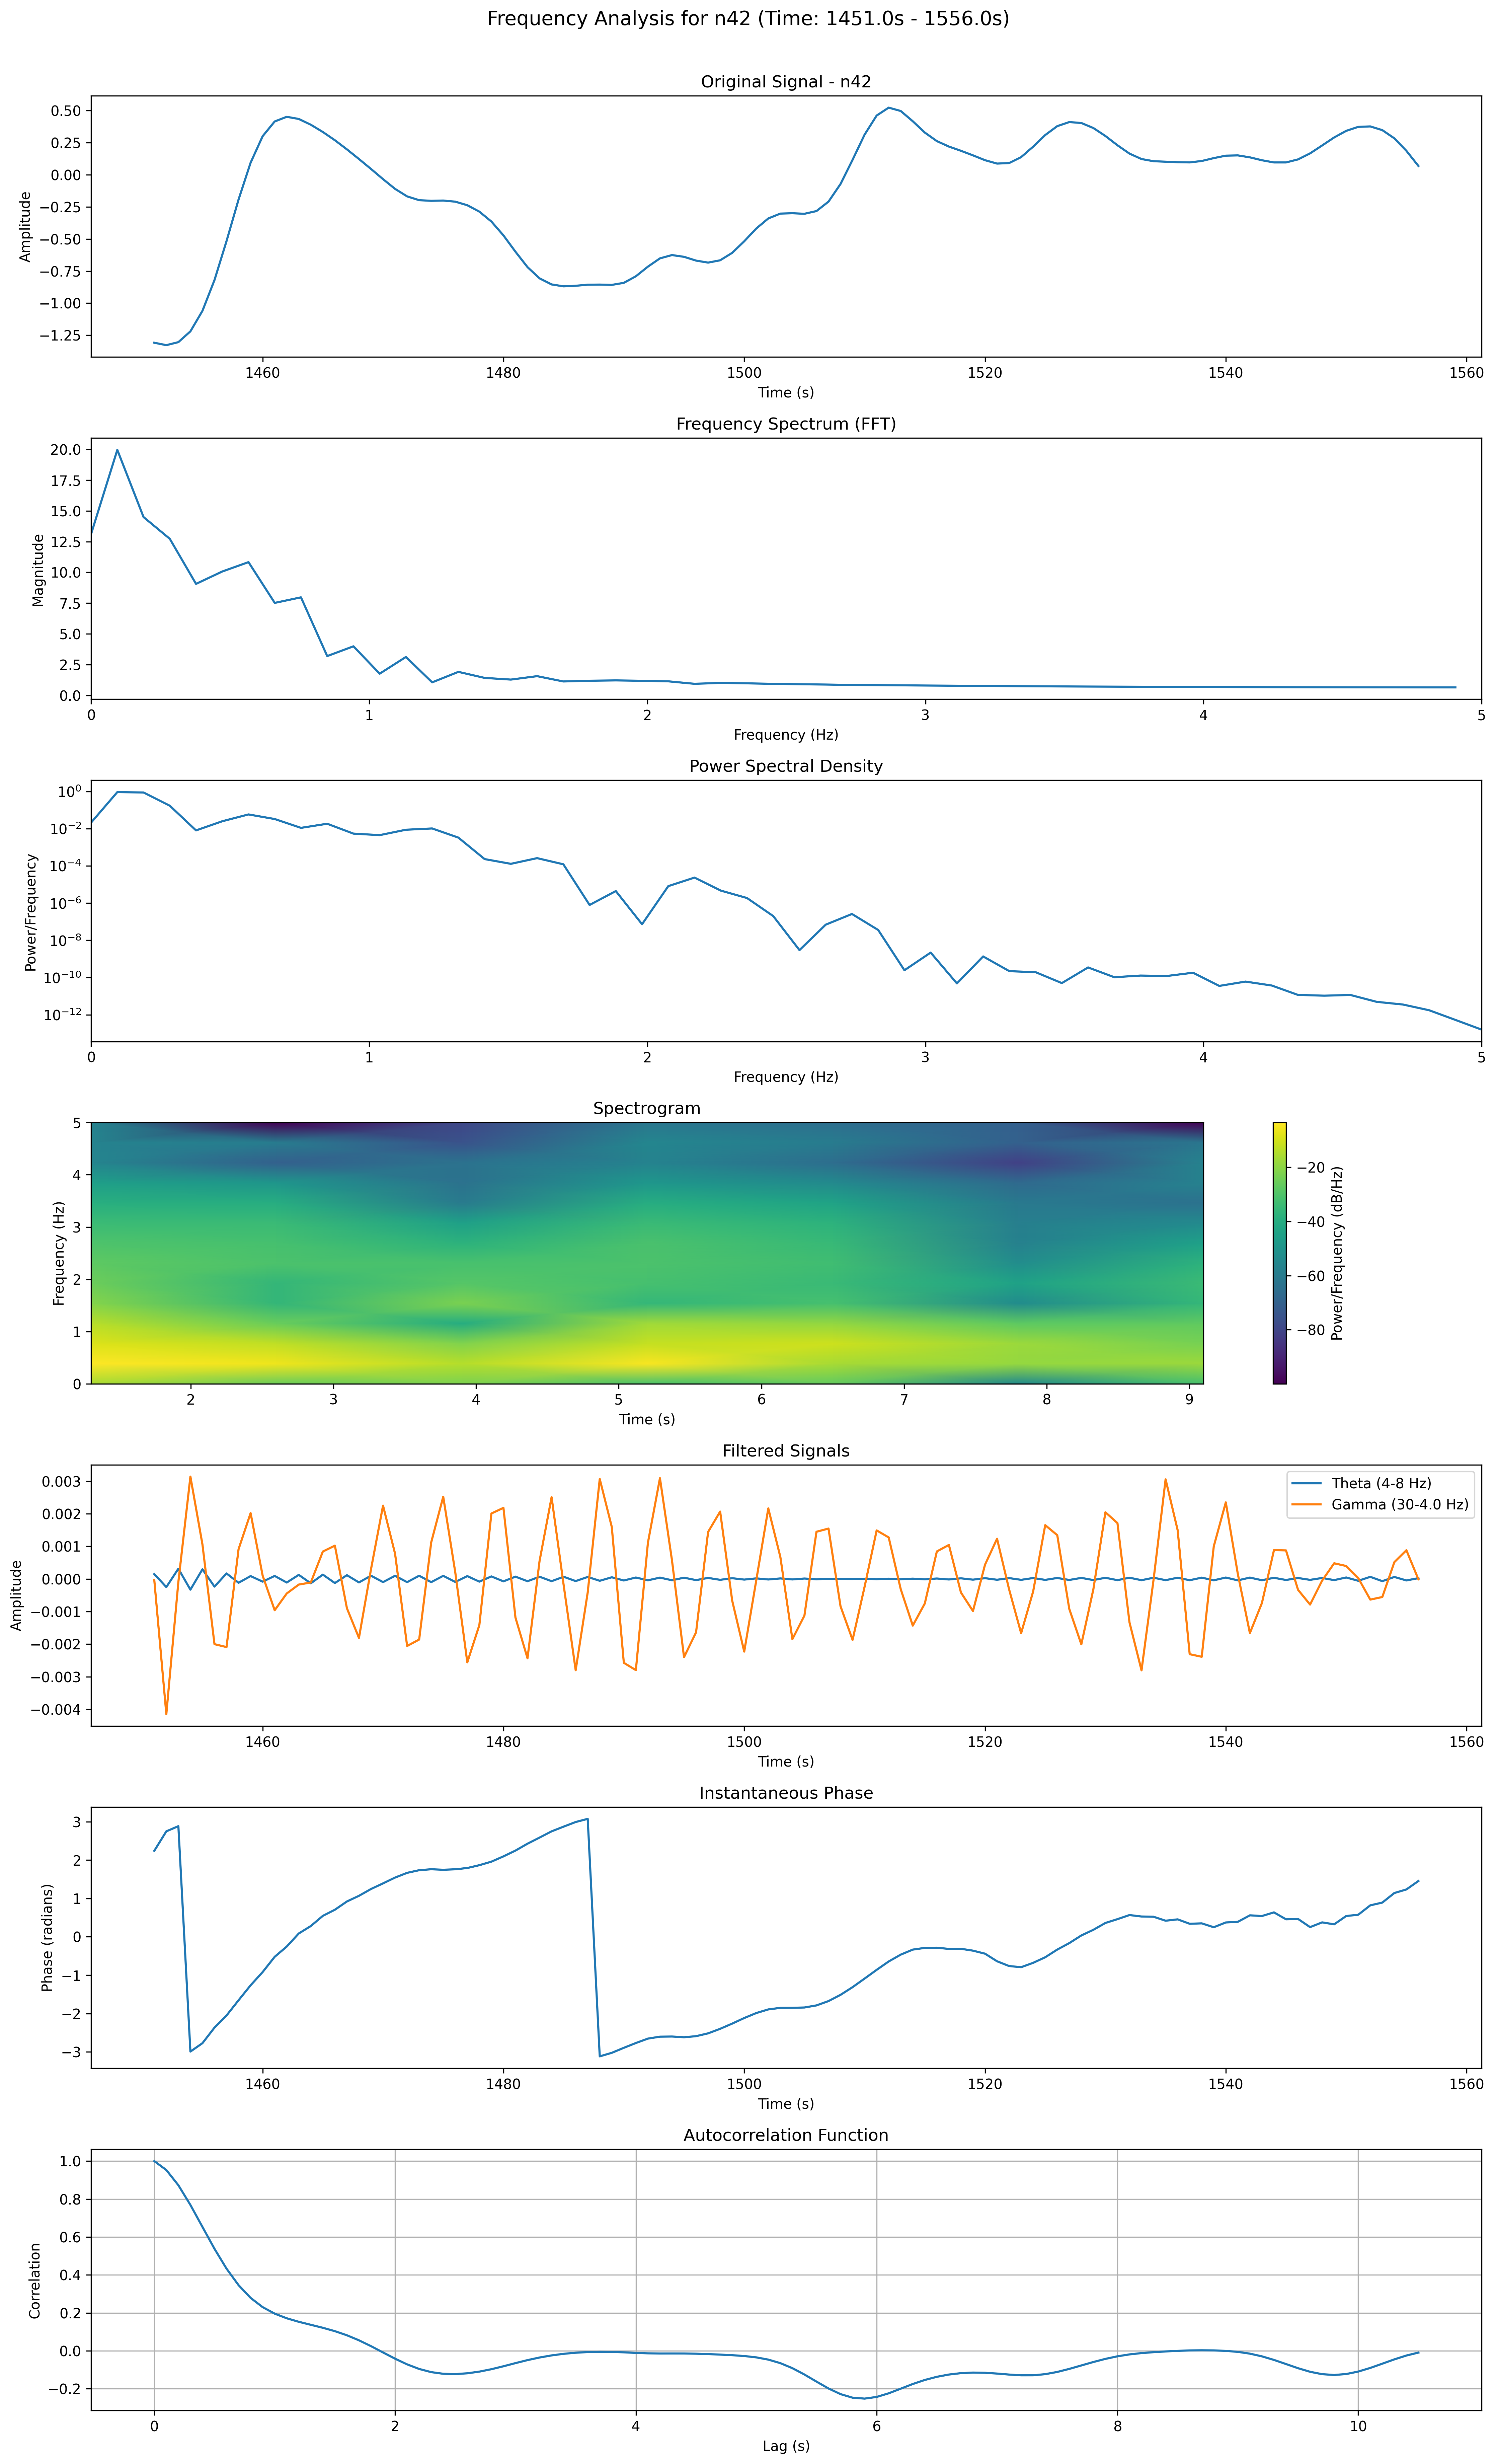 Frequency Analysis for n42 (Time: 1451.0s - 1556.0s)
Original Signal - n42
0.50
0.25
0.00
−0.25
−0.50
−0.75
−1.00
−1.25
Amplitude
1460 1480 1500 1520 1540 1560
Time (s)
Frequency Spectrum (FFT)
20.0
17.5
15.0
12.5
10.0
7.5
5.0
2.5
0.0
Magnitude
0 1 2 3 4 5
Frequency (Hz)
Power Spectral Density
10⁰
10⁻²
10⁻⁴
10⁻⁶
10⁻⁸
10⁻¹⁰
10⁻¹²
Power/Frequency
0 1 2 3 4 5
Frequency (Hz)
Spectrogram
5
4
3
2
1
0
Frequency (Hz)
2 3 4 5 6 7 8 9
Time (s)
−20
−40
−60
−80
Power/Frequency (dB/Hz)
Filtered Signals
0.003
0.002
0.001
0.000
−0.001
−0.002
−0.003
−0.004
Amplitude
Theta (4-8 Hz)
Gamma (30-4.0 Hz)
1460 1480 1500 1520 1540 1560
Time (s)
Instantaneous Phase
3
2
1
0
−1
−2
−3
Phase (radians)
1460 1480 1500 1520 1540 1560
Time (s)
Autocorrelation Function
1.0
0.8
0.6
0.4
0.2
0.0
−0.2
Correlation
0 2 4 6 8 10
Lag (s)